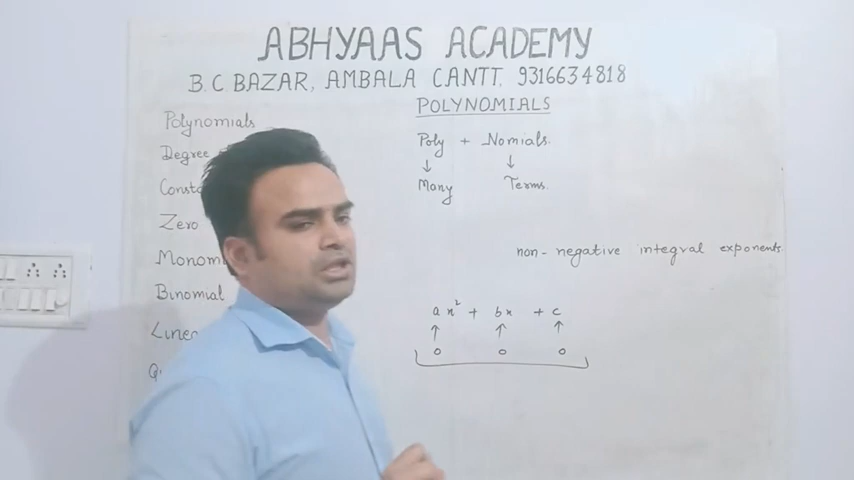 ABHYAAS ACADEMY
B.C BAZAR, AMBALA CANTT. 9316634818
POLYNOMIALS
Polynomials
Degree
Zero
Binomial
Poly + Nomials.
↓ ↓
Many Terms.
non-negative integral exponents.
ax² + bx + c
↑ ↑ ↑
0 0 0